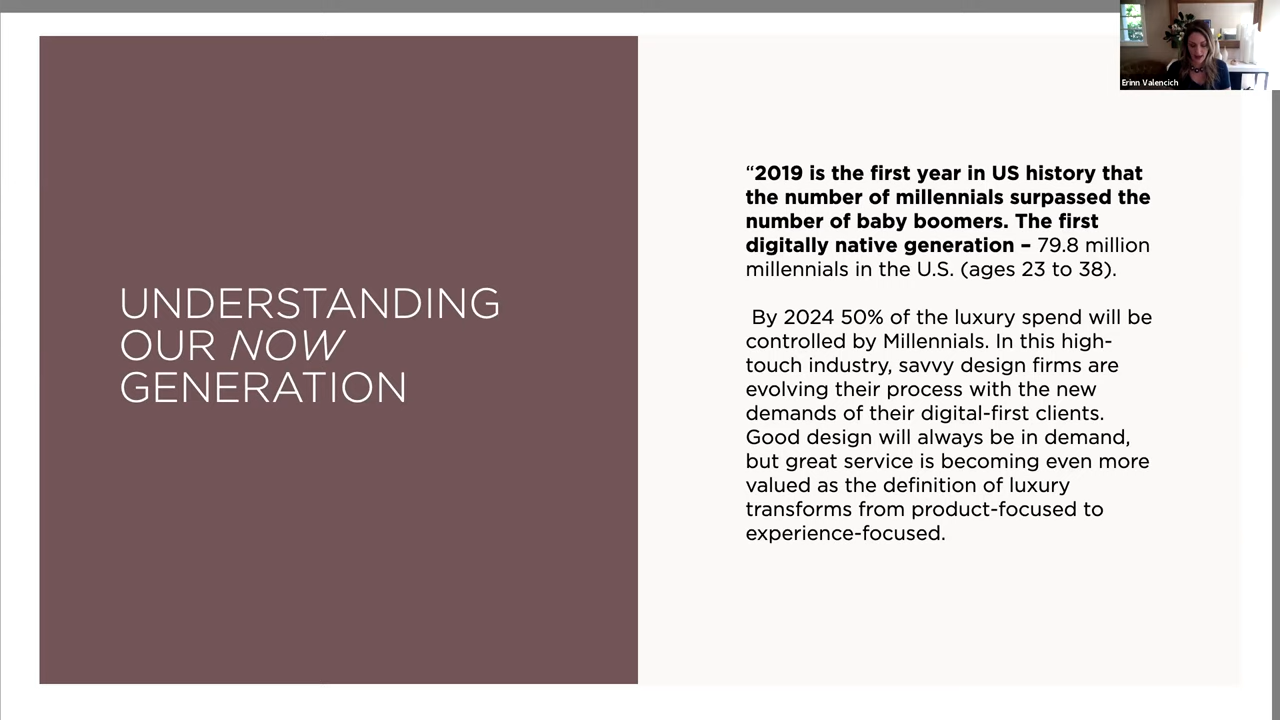 UNDERSTANDING
OUR NOW
GENERATION
“2019 is the first year in US history that
the number of millennials surpassed the
number of baby boomers. The first
digitally native generation – 79.8 million
millennials in the U.S. (ages 23 to 38).
By 2024 50% of the luxury spend will be
controlled by Millennials. In this high-
touch industry, savvy design firms are
evolving their process with the new
demands of their digital-first clients.
Good design will always be in demand,
but great service is becoming even more
valued as the definition of luxury
transforms from product-focused to
experience-focused.
Erinn Valencich